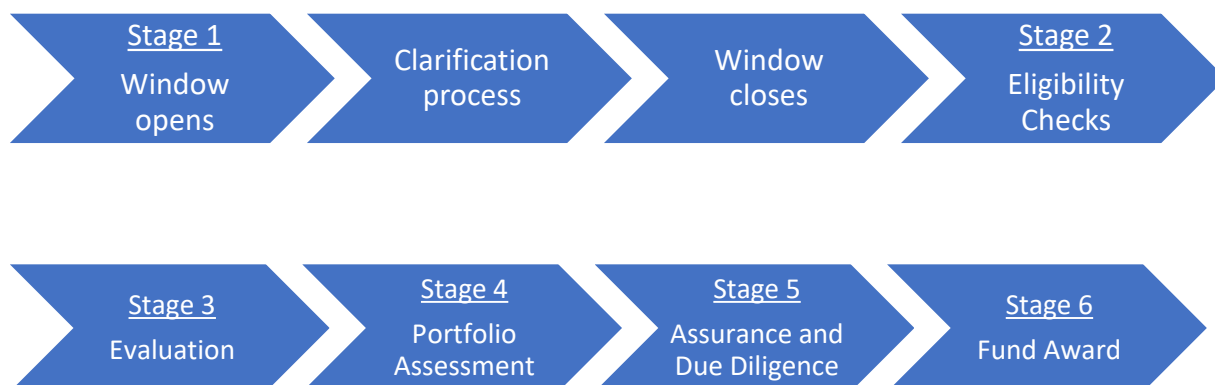 Stage 1
Window
opens
Clarification
process
Window
closes
Stage 2
Eligibility
Checks
Stage 3
Evaluation
Stage 4
Portfolio
Assessment
Stage 5
Assurance and
Due Diligence
Stage 6
Fund Award